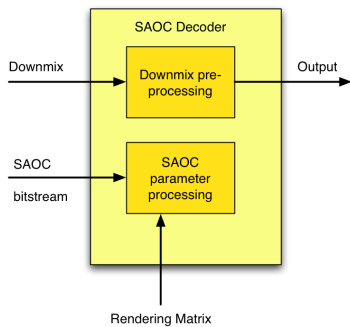 SAOC Decoder
Downmix
Downmix pre-
processing
Output
SAOC
bitstream
SAOC
parameter
processing
Rendering Matrix